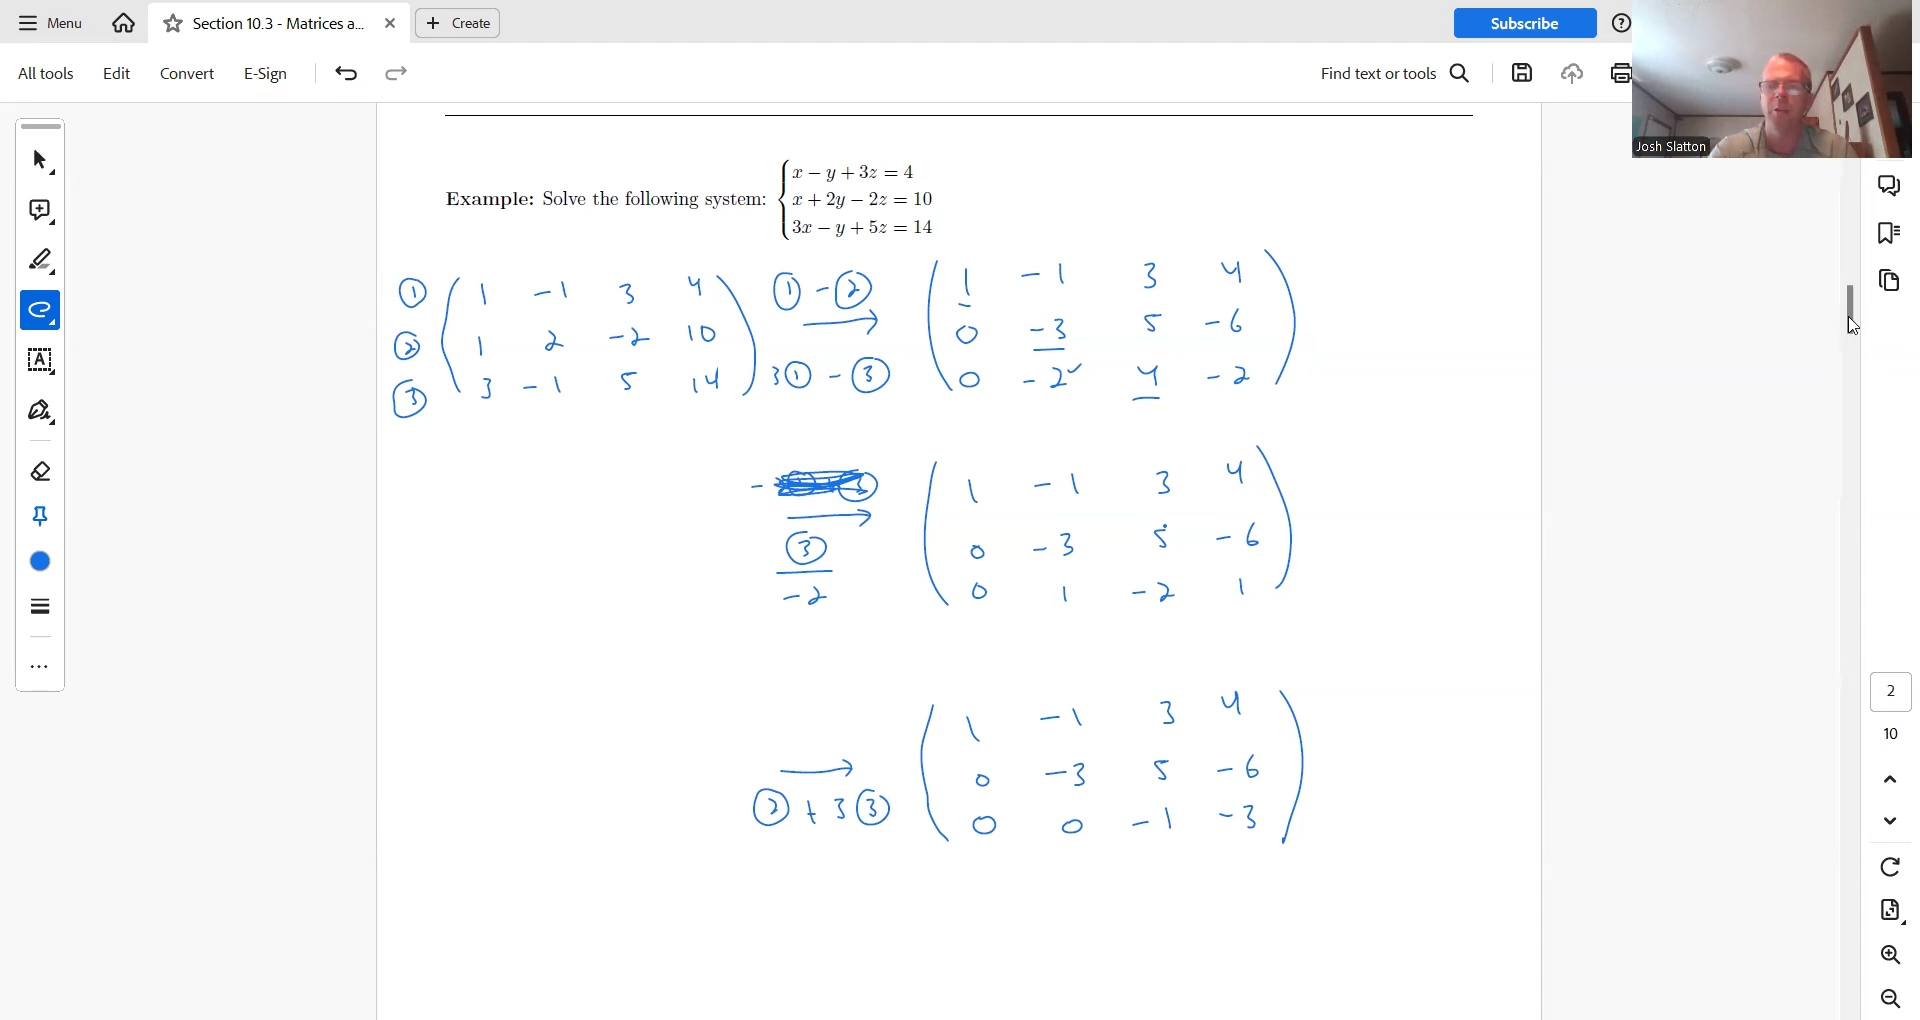 Menu Section 10.3 - Matrices a... Create Subscribe
All tools Edit Convert E-Sign Find text or tools
Josh Slatton
Example: Solve the following system:
x − y + 3z = 4
x + 2y − 2z = 10
3x − y + 5z = 14
① 1 -1 3 4
② 1 2 -2 10
③ 3 -1 5 14
① - ②
3① - ③
1 -1 3 4
0 -3 5 -6
0 -2 4 -2
③
-2
1 -1 3 4
0 -3 5 -6
0 1 -2 1
② + 3③
1 -1 3 4
0 -3 5 -6
0 0 -1 -3
2
10